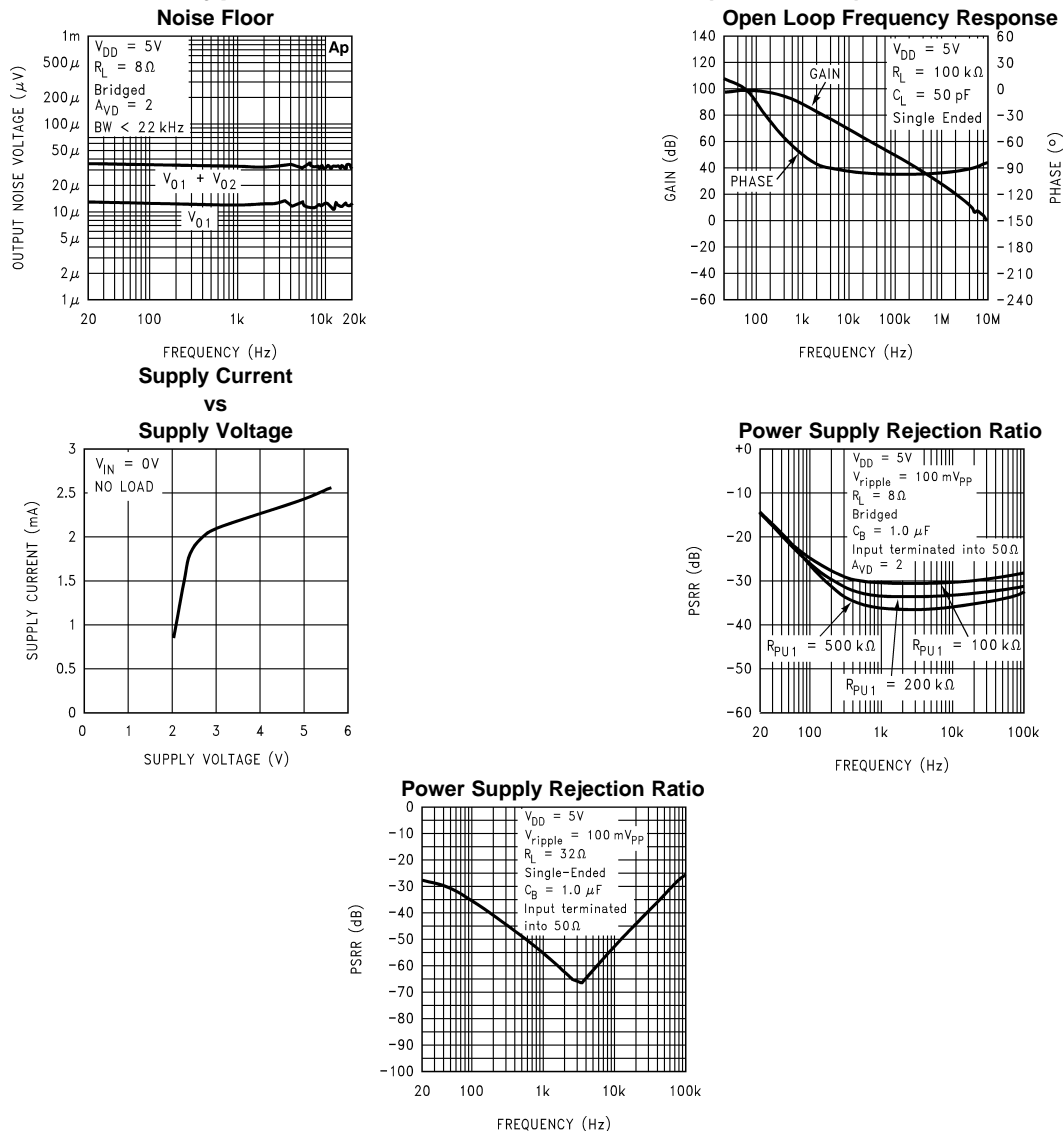 Noise Floor
1m
500μ
200μ
100μ
50μ
20μ
10μ
5μ
2μ
1μ
OUTPUT NOISE VOLTAGE (μV)
V_DD = 5V
R_L = 8Ω
Bridged
A_VD = 2
BW < 22 kHz
Ap
V_01 + V_02
V_01
20 100 1k 10k 20k
FREQUENCY (Hz)
Open Loop Frequency Response
140
120
100
80
60
40
20
0
-20
-40
-60
GAIN (dB)
V_DD = 5V
R_L = 100 kΩ
C_L = 50 pF
Single Ended
GAIN
PHASE
60
30
0
-30
-60
-90
-120
-150
-180
-210
-240
PHASE (°)
100 1k 10k 100k 1M 10M
FREQUENCY (Hz)
Supply Current
vs
Supply Voltage
3
2.5
2
1.5
1
0.5
0
SUPPLY CURRENT (mA)
V_IN = 0V
NO LOAD
0 1 2 3 4 5 6
SUPPLY VOLTAGE (V)
Power Supply Rejection Ratio
+0
-10
-20
-30
-40
-50
-60
PSRR (dB)
V_DD = 5V
V_ripple = 100 mV_PP
R_L = 8Ω
Bridged
C_B = 1.0 μF
Input terminated into 50Ω
A_VD = 2
R_PU1 = 500 kΩ
R_PU1 = 100 kΩ
R_PU1 = 200 kΩ
20 100 1k 10k 100k
FREQUENCY (Hz)
Power Supply Rejection Ratio
0
-10
-20
-30
-40
-50
-60
-70
-80
-90
-100
PSRR (dB)
V_DD = 5V
V_ripple = 100 mV_PP
R_L = 32Ω
Single-Ended
C_B = 1.0 μF
Input terminated
into 50Ω
20 100 1k 10k 100k
FREQUENCY (Hz)